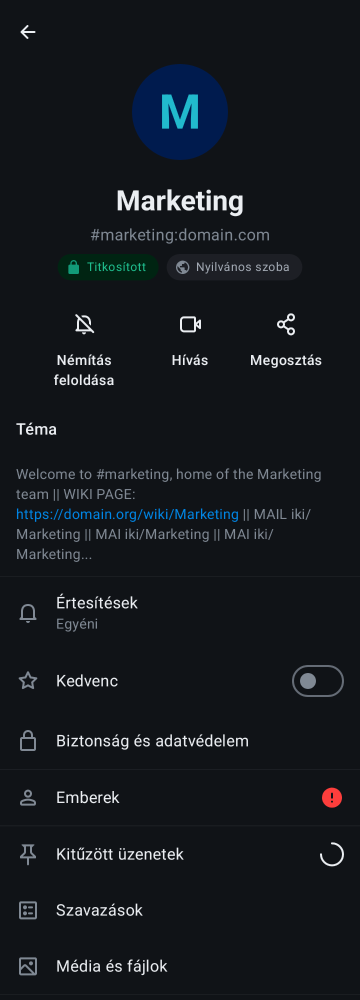 M
Marketing
#marketing:domain.com
Titkosított
Nyilvános szoba
Némítás
feloldása
Hívás
Megosztás
Téma
Welcome to #marketing, home of the Marketing
team || WIKI PAGE:
https://domain.org/wiki/Marketing || MAIL iki/
Marketing || MAI iki/Marketing || MAI iki/
Marketing...
Értesítések
Egyéni
Kedvenc
Biztonság és adatvédelem
Emberek
Kitűzött üzenetek
Szavazások
Média és fájlok